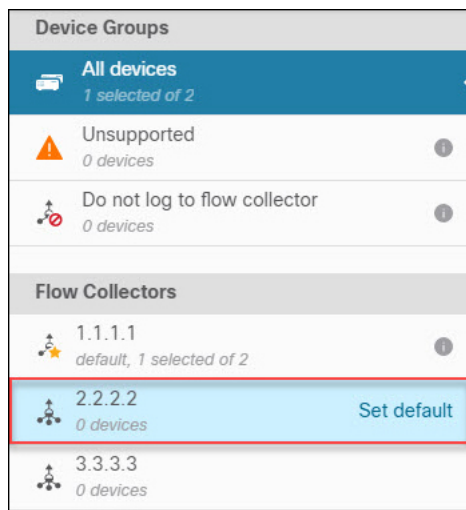 Device Groups
All devices
1 selected of 2
Unsupported
0 devices
Do not log to flow collector
0 devices
Flow Collectors
1.1.1.1
default, 1 selected of 2
2.2.2.2
0 devices
Set default
3.3.3.3
0 devices